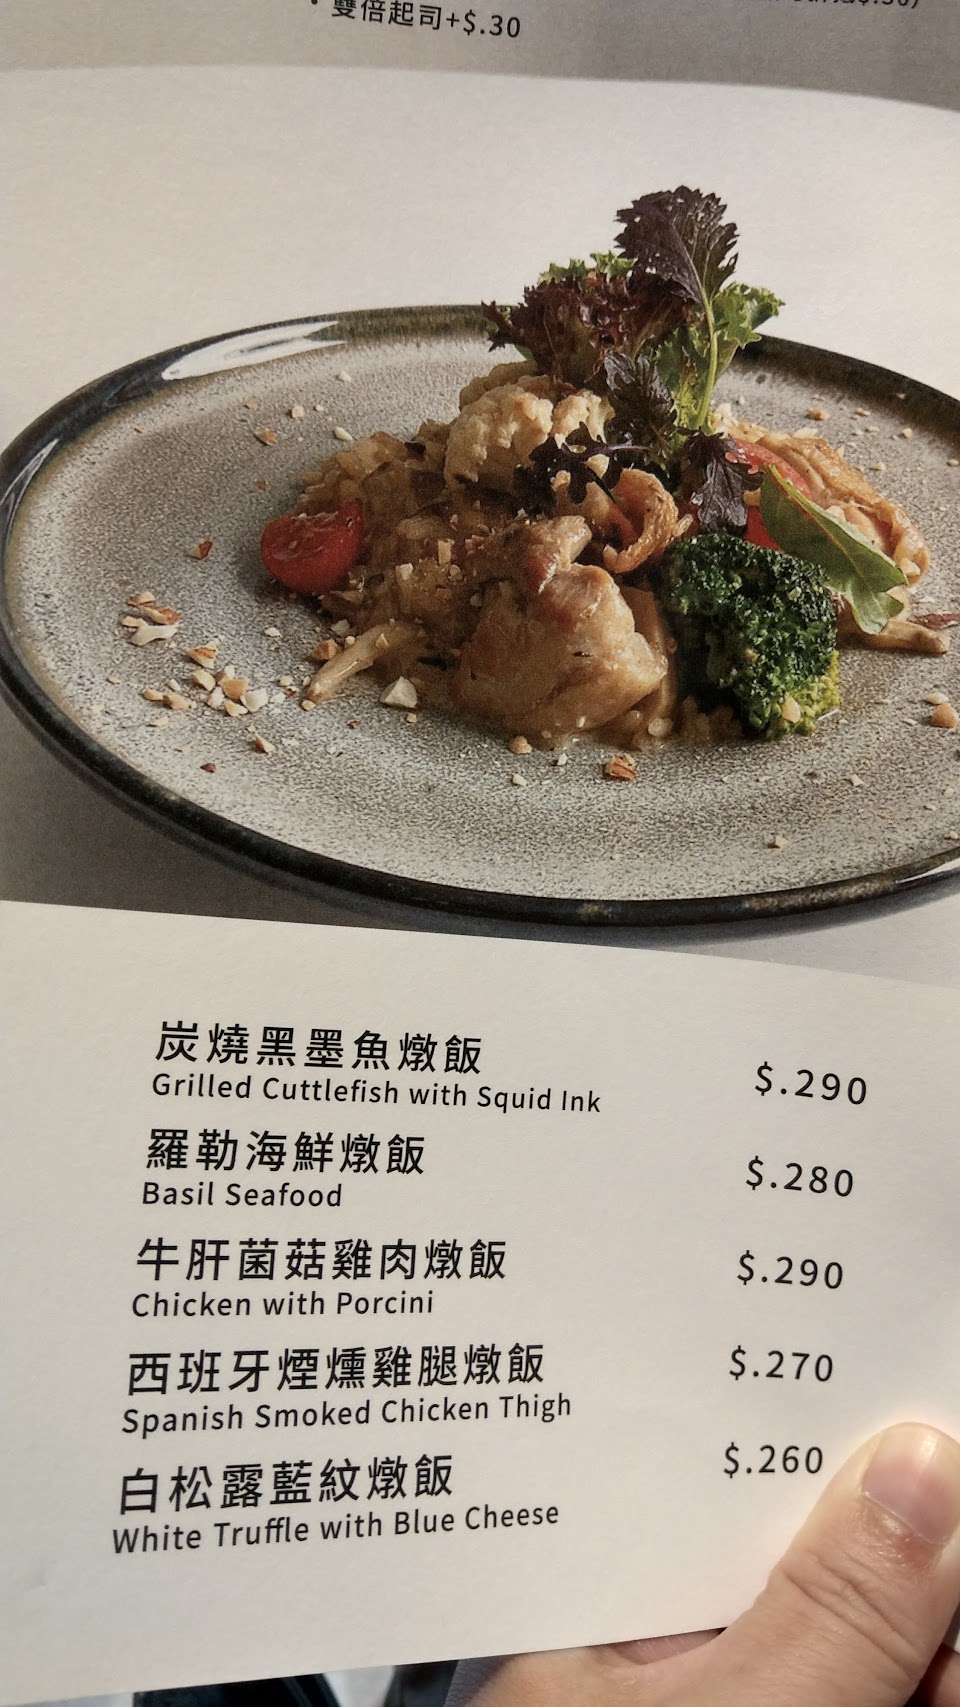 • 雙倍起司+$.30
炭燒黑墨魚燉飯
Grilled Cuttlefish with Squid Ink
$.290
羅勒海鮮燉飯
Basil Seafood
$.280
牛肝菌菇雞肉燉飯
Chicken with Porcini
$.290
西班牙煙燻雞腿燉飯
Spanish Smoked Chicken Thigh
$.270
白松露藍紋燉飯
White Truffle with Blue Cheese
$.260